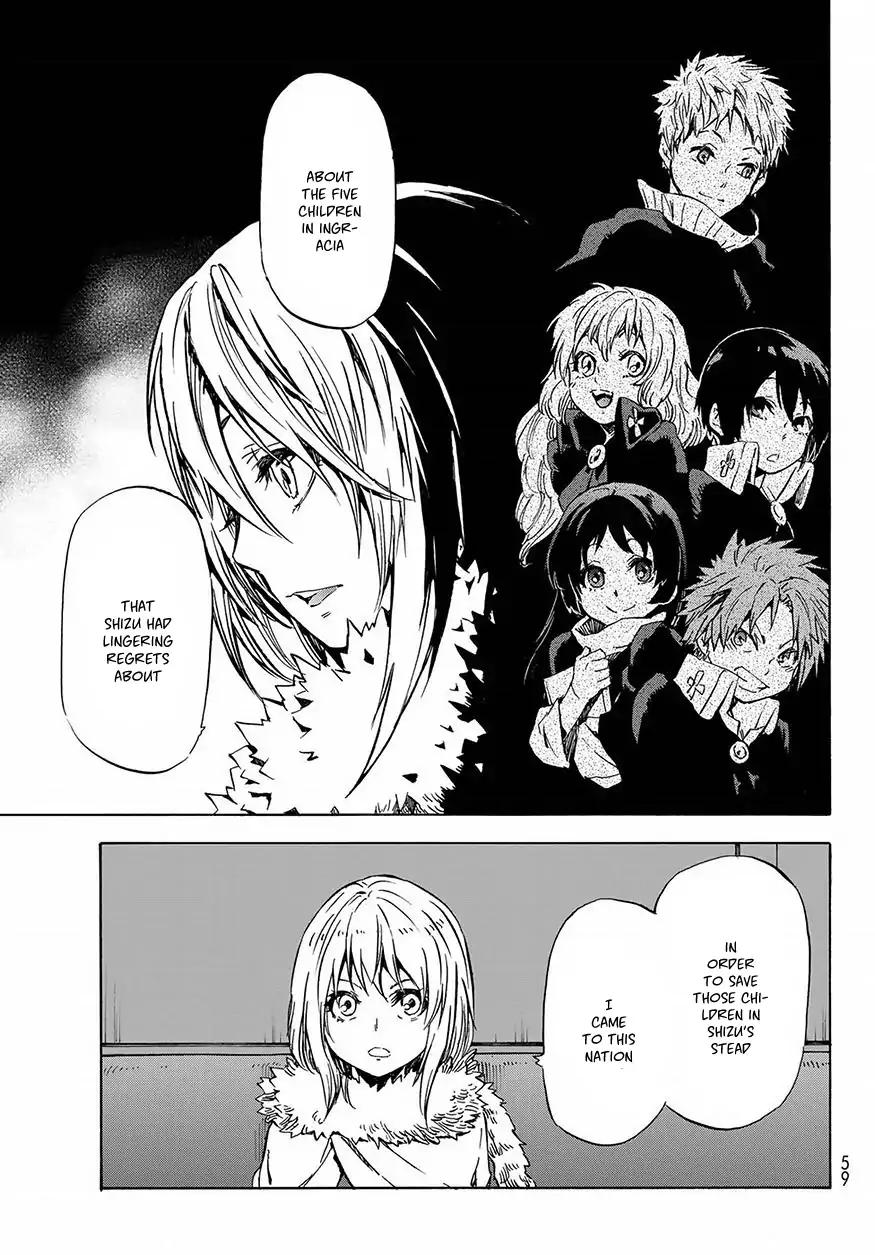 ABOUT
THE FIVE
CHILDREN
IN INGR-
ACIA
THAT
SHIZU HAD
LINGERING
REGRETS
ABOUT
IN
ORDER
TO SAVE
THOSE CHI-
LDREN IN
SHIZU'S
STEAD
I
CAME
TO THIS
NATION
59